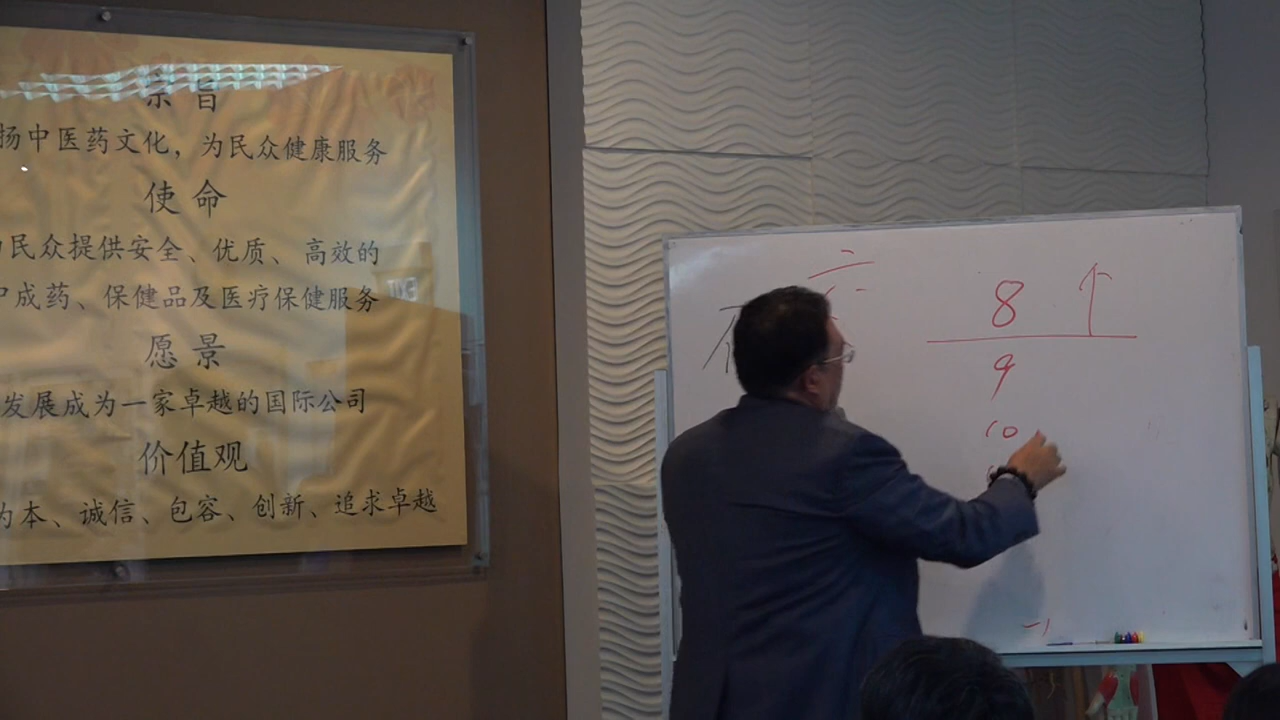 宗旨
扬中医药文化，为民众健康服务
使命
民众提供安全、优质、高效的
成药、保健品及医疗保健服务
愿景
发展成为一家卓越的国际公司
价值观
为本、诚信、包容、创新、追求卓越
8 ↑
9
10
-1